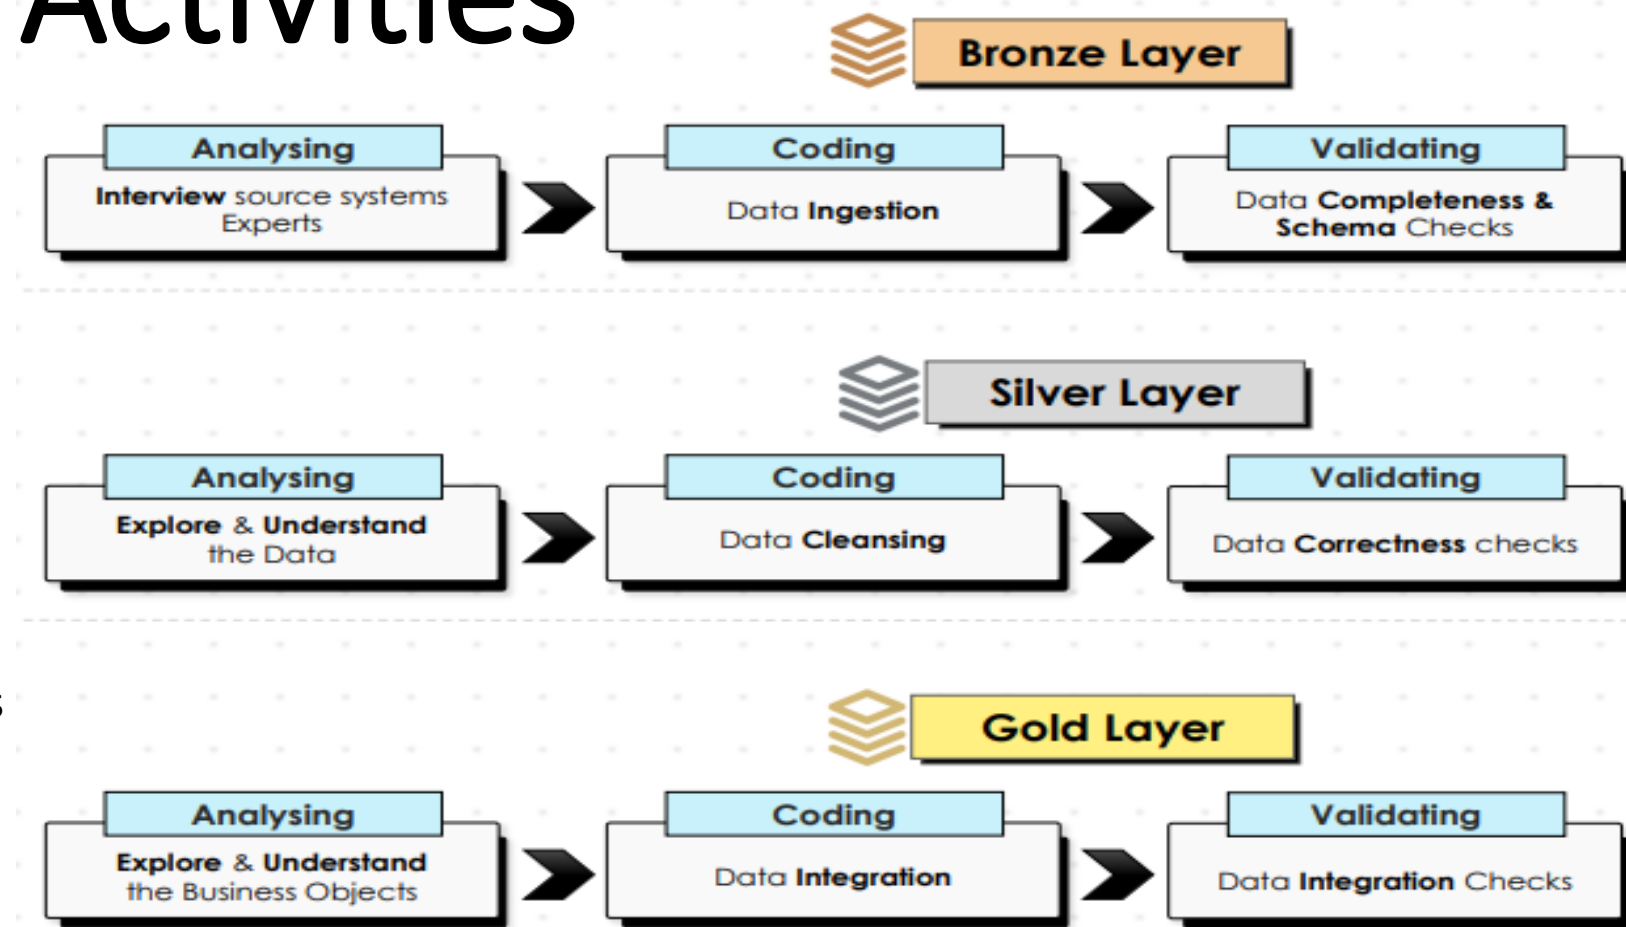 Activities
Bronze Layer
Analysing
Interview source systems
Experts
Coding
Data Ingestion
Validating
Data Completeness &
Schema Checks
Silver Layer
Analysing
Explore & Understand
the Data
Coding
Data Cleansing
Validating
Data Correctness checks
s
Gold Layer
Analysing
Explore & Understand
the Business Objects
Coding
Data Integration
Validating
Data Integration Checks